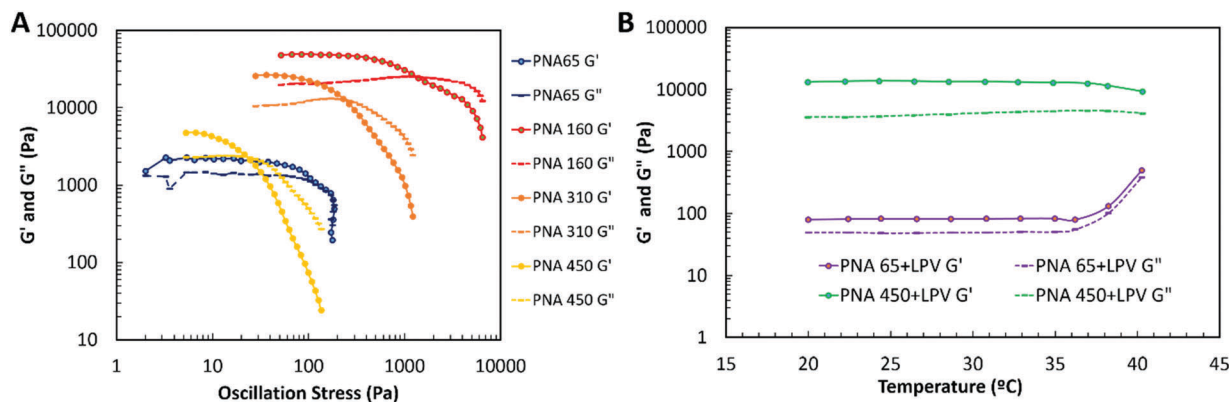 A
G' and G'' (Pa)
100000
10000
1000
100
10
1
10
100
1000
10000
Oscillation Stress (Pa)
PNA65 G'
PNA65 G''
PNA 160 G'
PNA 160 G''
PNA 310 G'
PNA 310 G''
PNA 450 G'
PNA 450 G''
B
G' and G'' (Pa)
100000
10000
1000
100
10
1
15
20
25
30
35
40
45
Temperature (ºC)
PNA 65+LPV G'
PNA 65+LPV G''
PNA 450+LPV G'
PNA 450+LPV G''